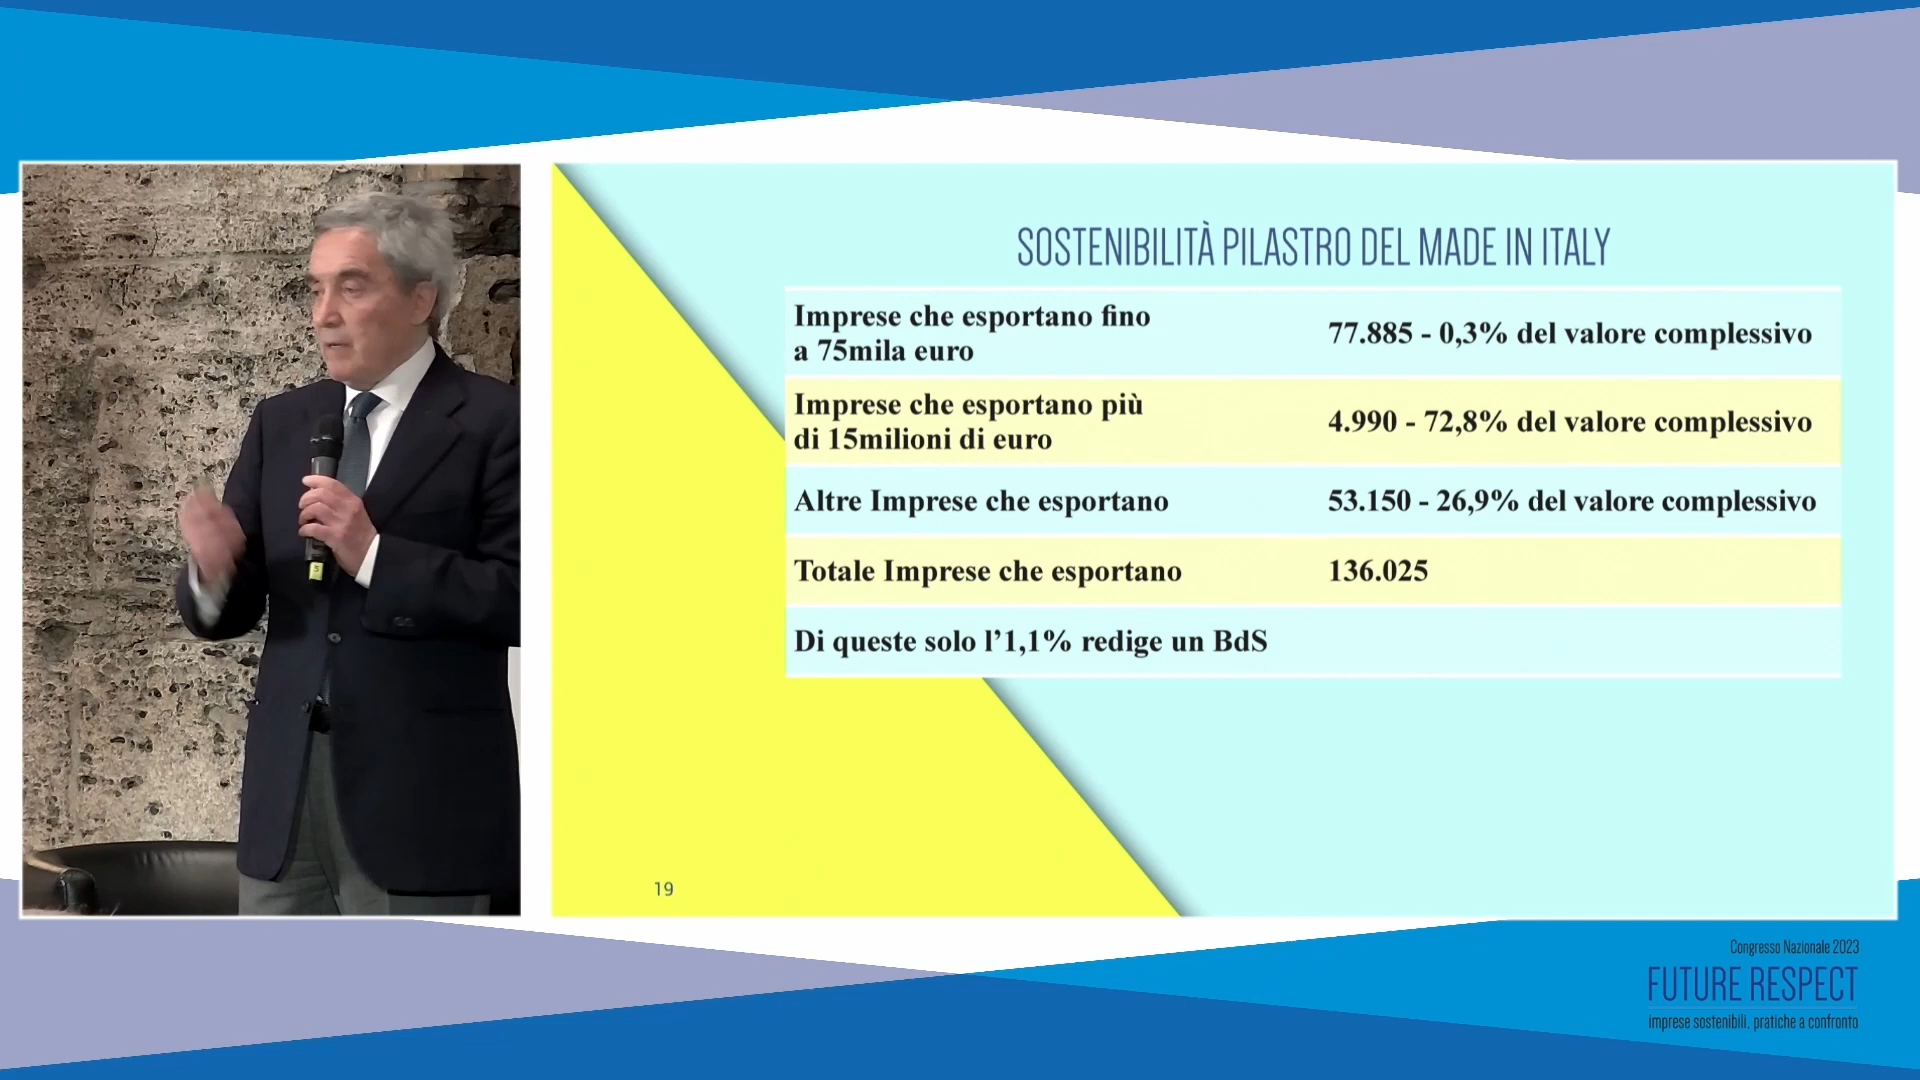 SOSTENIBILITÀ PILASTRO DEL MADE IN ITALY
Imprese che esportano fino
a 75mila euro
77.885 - 0,3% del valore complessivo
Imprese che esportano più
di 15milioni di euro
4.990 - 72,8% del valore complessivo
Altre Imprese che esportano
53.150 - 26,9% del valore complessivo
Totale Imprese che esportano
136.025
Di queste solo l’1,1% redige un BdS
19
Congresso Nazionale 2023
FUTURE RESPECT
imprese sostenibili, pratiche a confronto